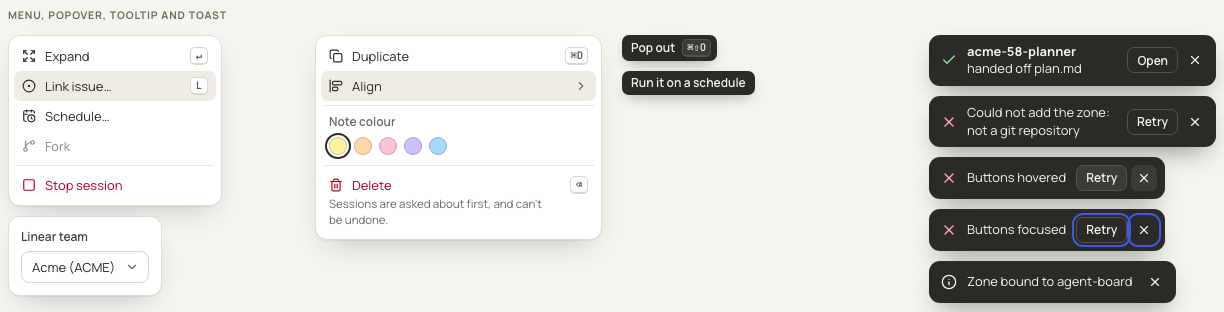 MENU, POPOVER, TOOLTIP AND TOAST
Expand ↵
Link issue… L
Schedule…
Fork
Stop session
Linear team
Acme (ACME)
Duplicate ⌘D
Align
Note colour
Delete ⌫
Sessions are asked about first, and can't
be undone.
Pop out ⌘⇧O
Run it on a schedule
acme-58-planner
handed off plan.md
Open
Could not add the zone:
not a git repository
Retry
Buttons hovered Retry
Buttons focused Retry
Zone bound to agent-board